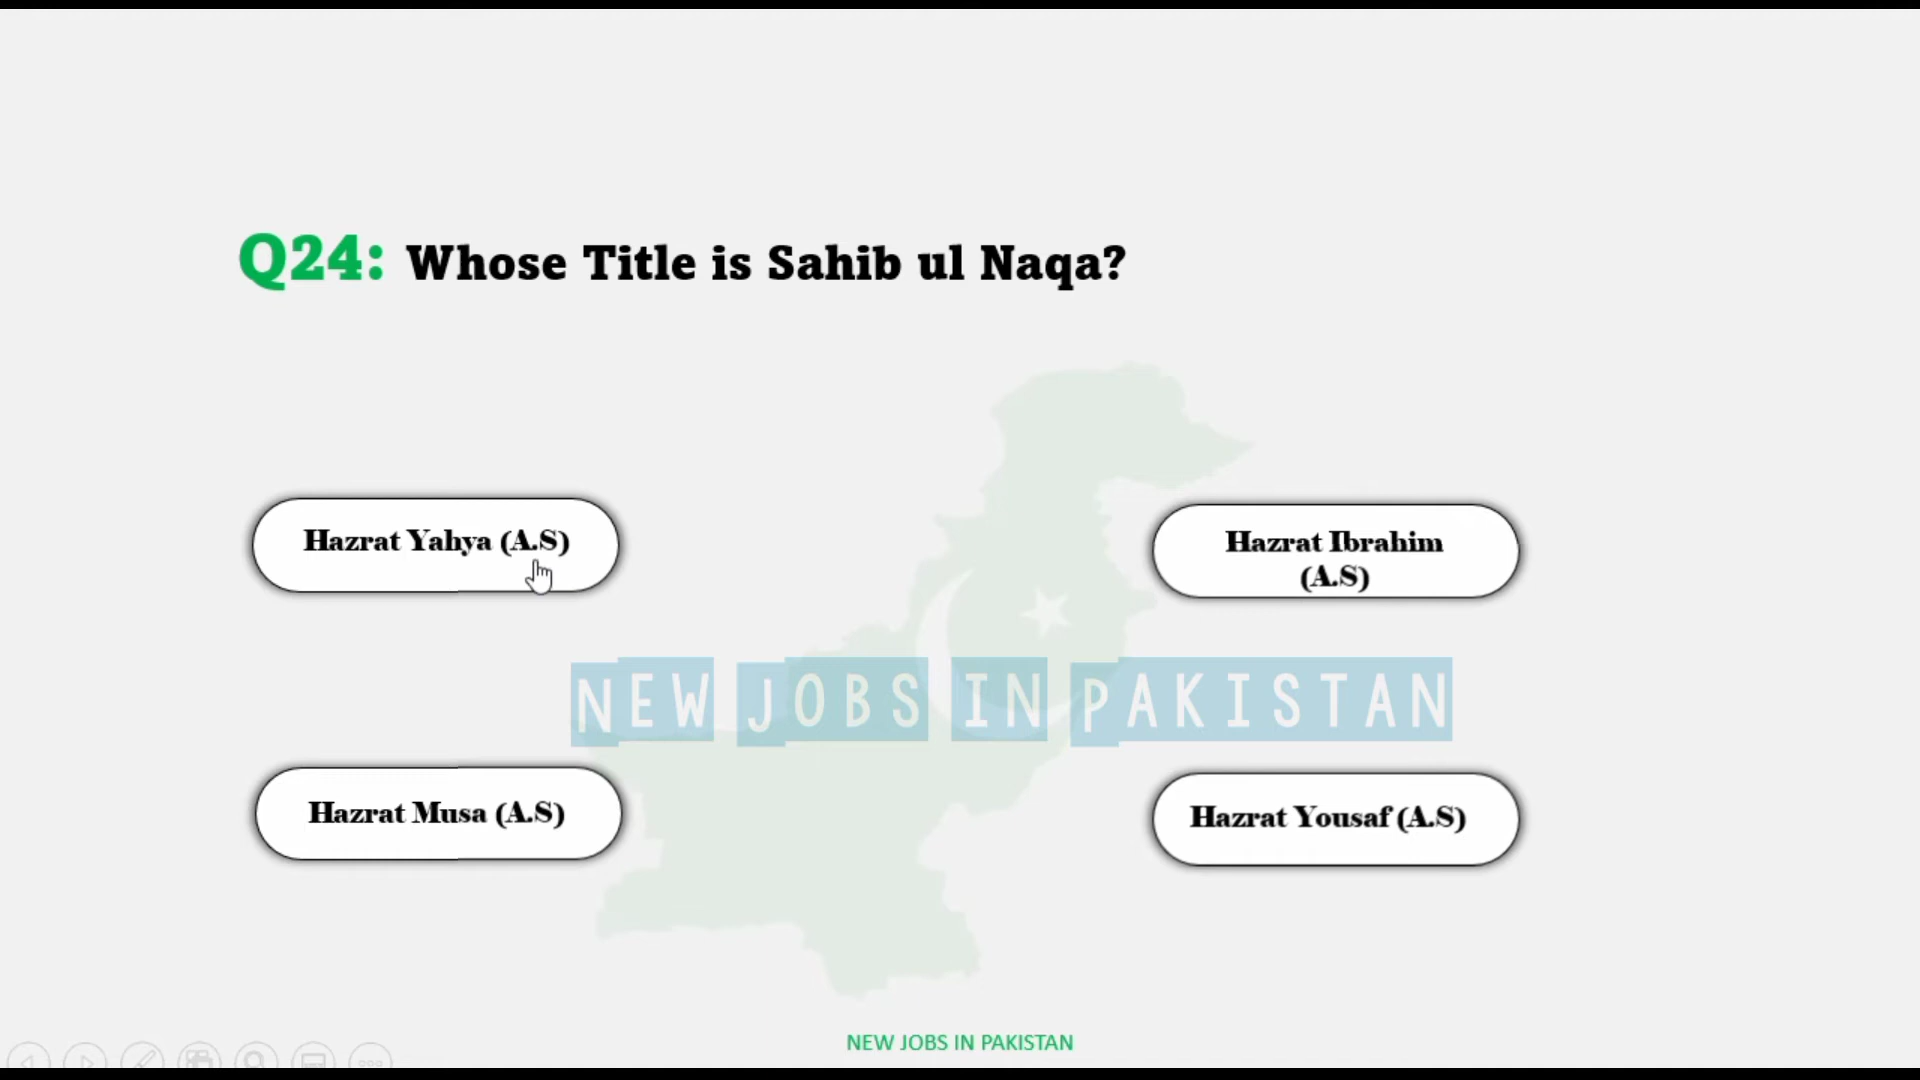 Q24: Whose Title is Sahib ul Naqa?
Hazrat Yahya (A.S)
Hazrat Ibrahim
(A.S)
NEW JOBS IN PAKISTAN
Hazrat Musa (A.S)
Hazrat Yousaf (A.S)
NEW JOBS IN PAKISTAN